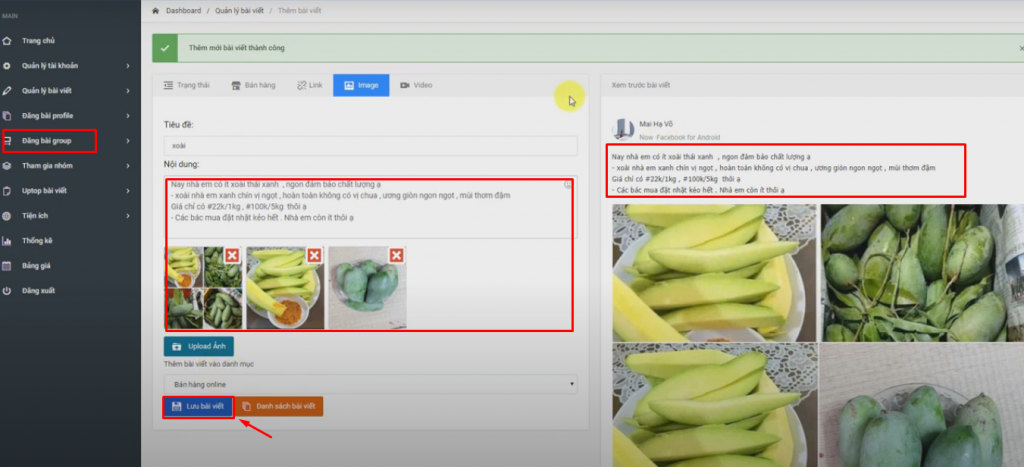 MAIN
Trang chủ
Quản lý tài khoản
Quản lý bài viết
Đăng bài profile
Đăng bài group
Tham gia nhóm
Uptop bài viết
Tiện ích
Thống kê
Bảng giá
Đăng xuất
Dashboard / Quản lý bài viết / Thêm bài viết
Thêm mới bài viết thành công
Trạng thái Bán hàng Link Image Video
Tiêu đề:
xoài
Nội dung:
Nay nhà em có ít xoài thái xanh , ngon đảm bảo chất lượng ạ
- xoài nhà em xanh chín vị ngọt , hoàn toàn không có vị chua , ương giòn ngon ngọt , mùi thơm đậm
Giá chỉ có #22k/1kg , #100k/5kg thôi ạ
- Các bác mua đặt nhật kẻo hết . Nhà em còn ít thôi ạ
Upload Ảnh
Thêm bài viết vào danh mục
Bán hàng online
Lưu bài viết Danh sách bài viết
Xem trước bài viết
Mai Hạ Võ
Now Facebook for Android
Nay nhà em có ít xoài thái xanh , ngon đảm bảo chất lượng ạ
- xoài nhà em xanh chín vị ngọt , hoàn toàn không có vị chua , ương giòn ngon ngọt , mùi thơm đậm
Giá chỉ có #22k/1kg , #100k/5kg thôi ạ
- Các bác mua đặt nhật kẻo hết . Nhà em còn ít thôi ạ